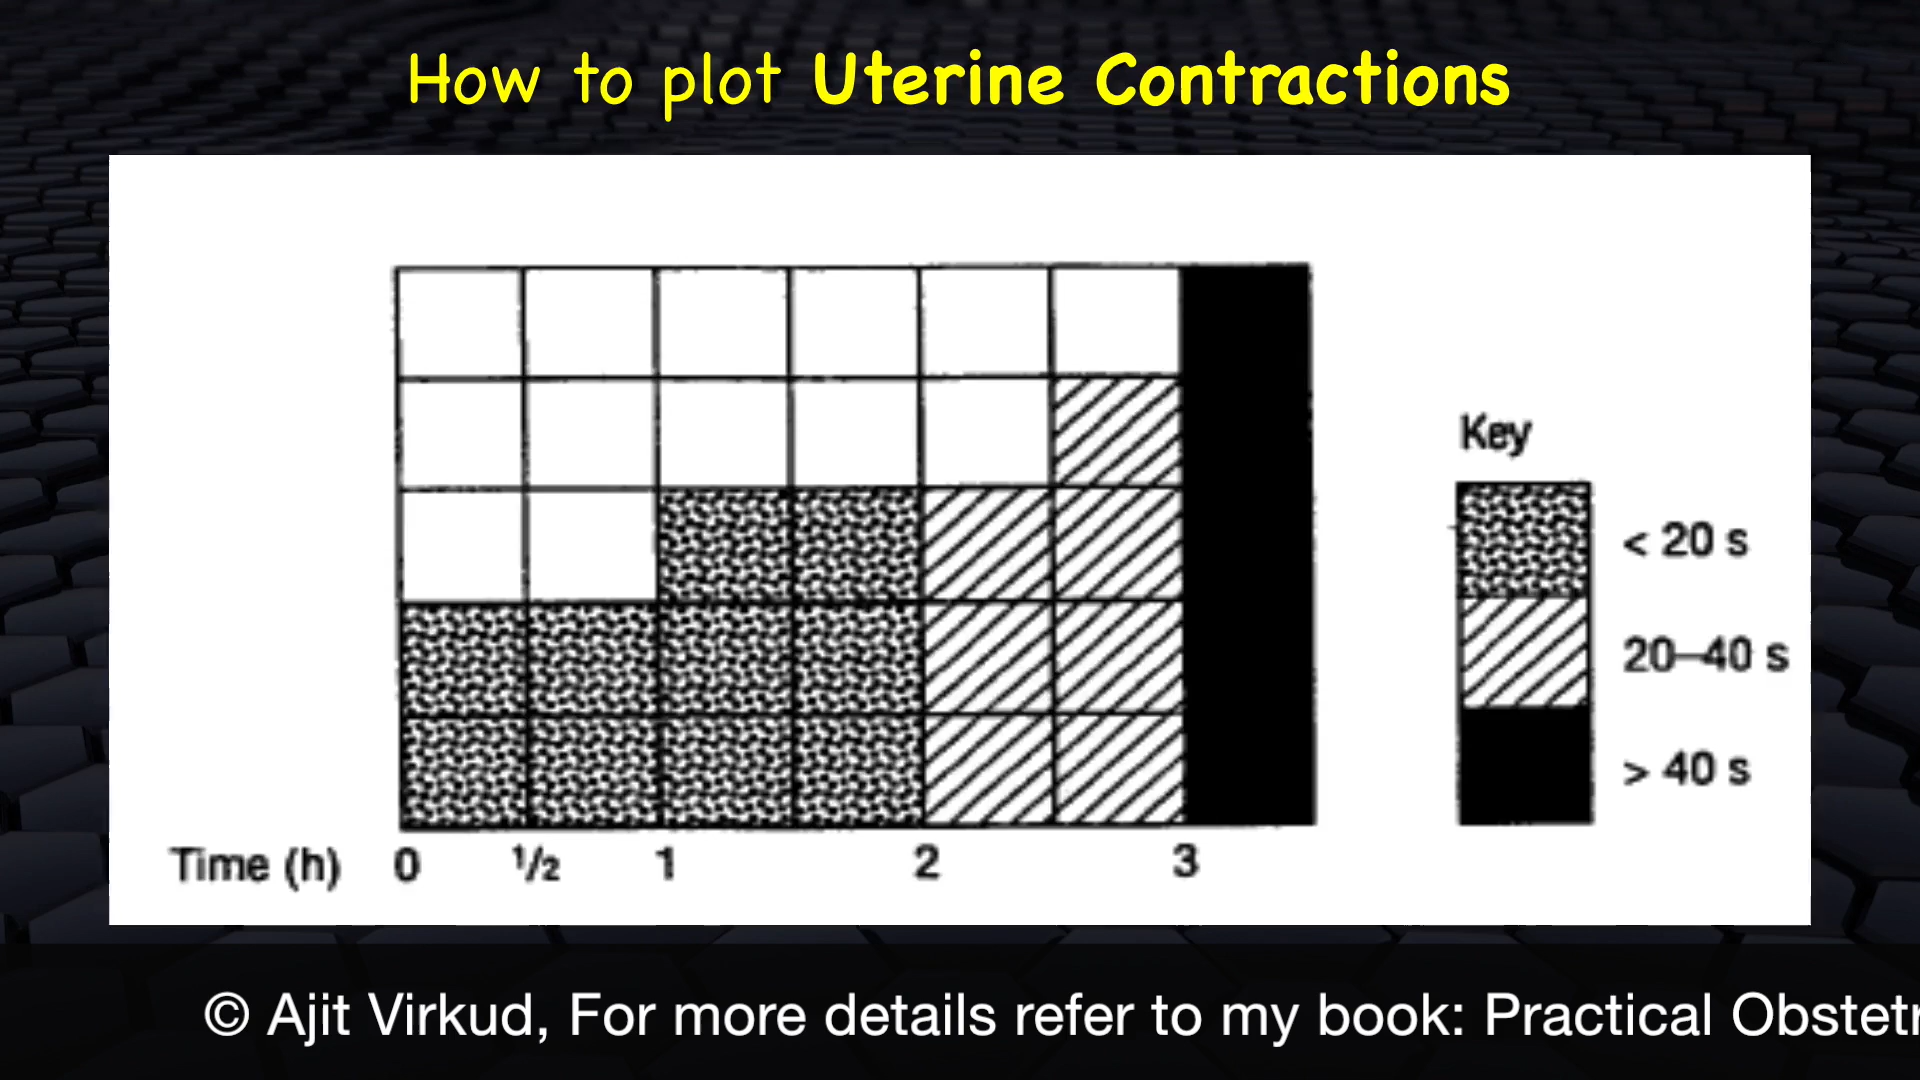 How to plot Uterine Contractions
Key
< 20 s
20–40 s
> 40 s
Time (h) 0 ½ 1 2 3
© Ajit Virkud, For more details refer to my book: Practical